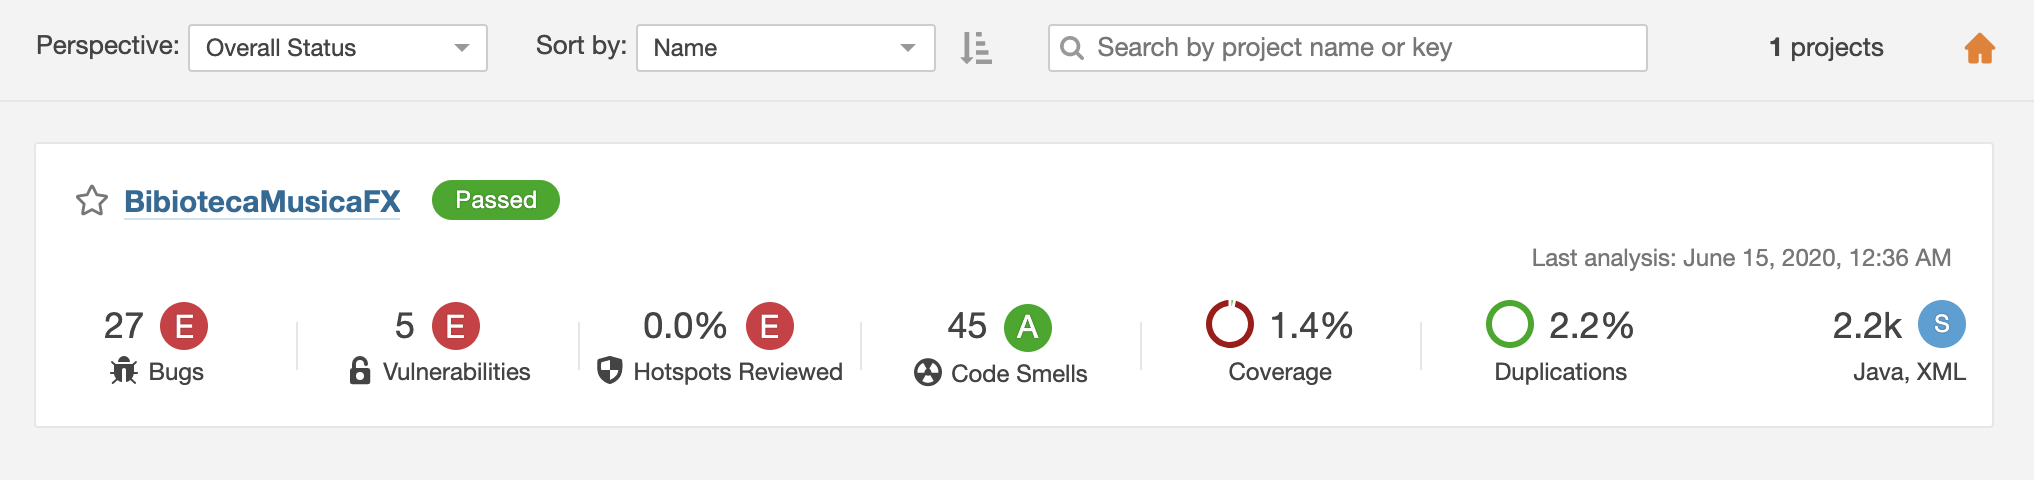 Perspective: Overall Status Sort by: Name Search by project name or key 1 projects
BibiotecaMusicaFX Passed
Last analysis: June 15, 2020, 12:36 AM
27 E 5 E 0.0% E 45 A 1.4% 2.2% 2.2k S
Bugs Vulnerabilities Hotspots Reviewed Code Smells Coverage Duplications Java, XML